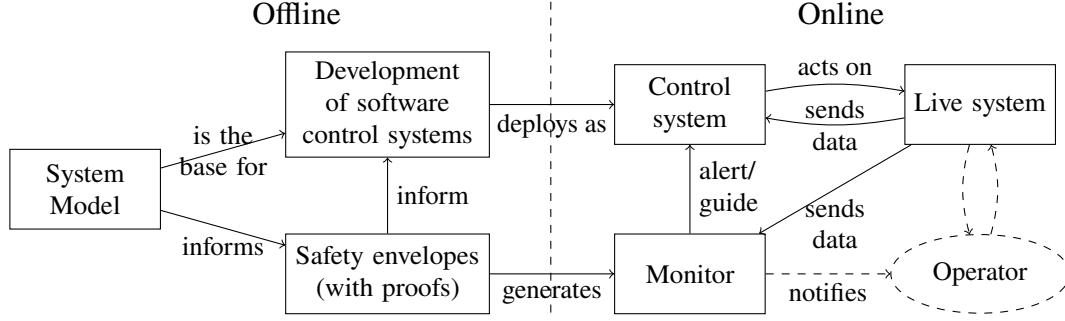 Offline
Online
Development
of software
control systems
Control
system
Live system
acts on
sends
data
deploys as
is the
base for
System
Model
inform
alert/
guide
sends
data
informs
Safety envelopes
(with proofs)
generates
Monitor
notifies
Operator